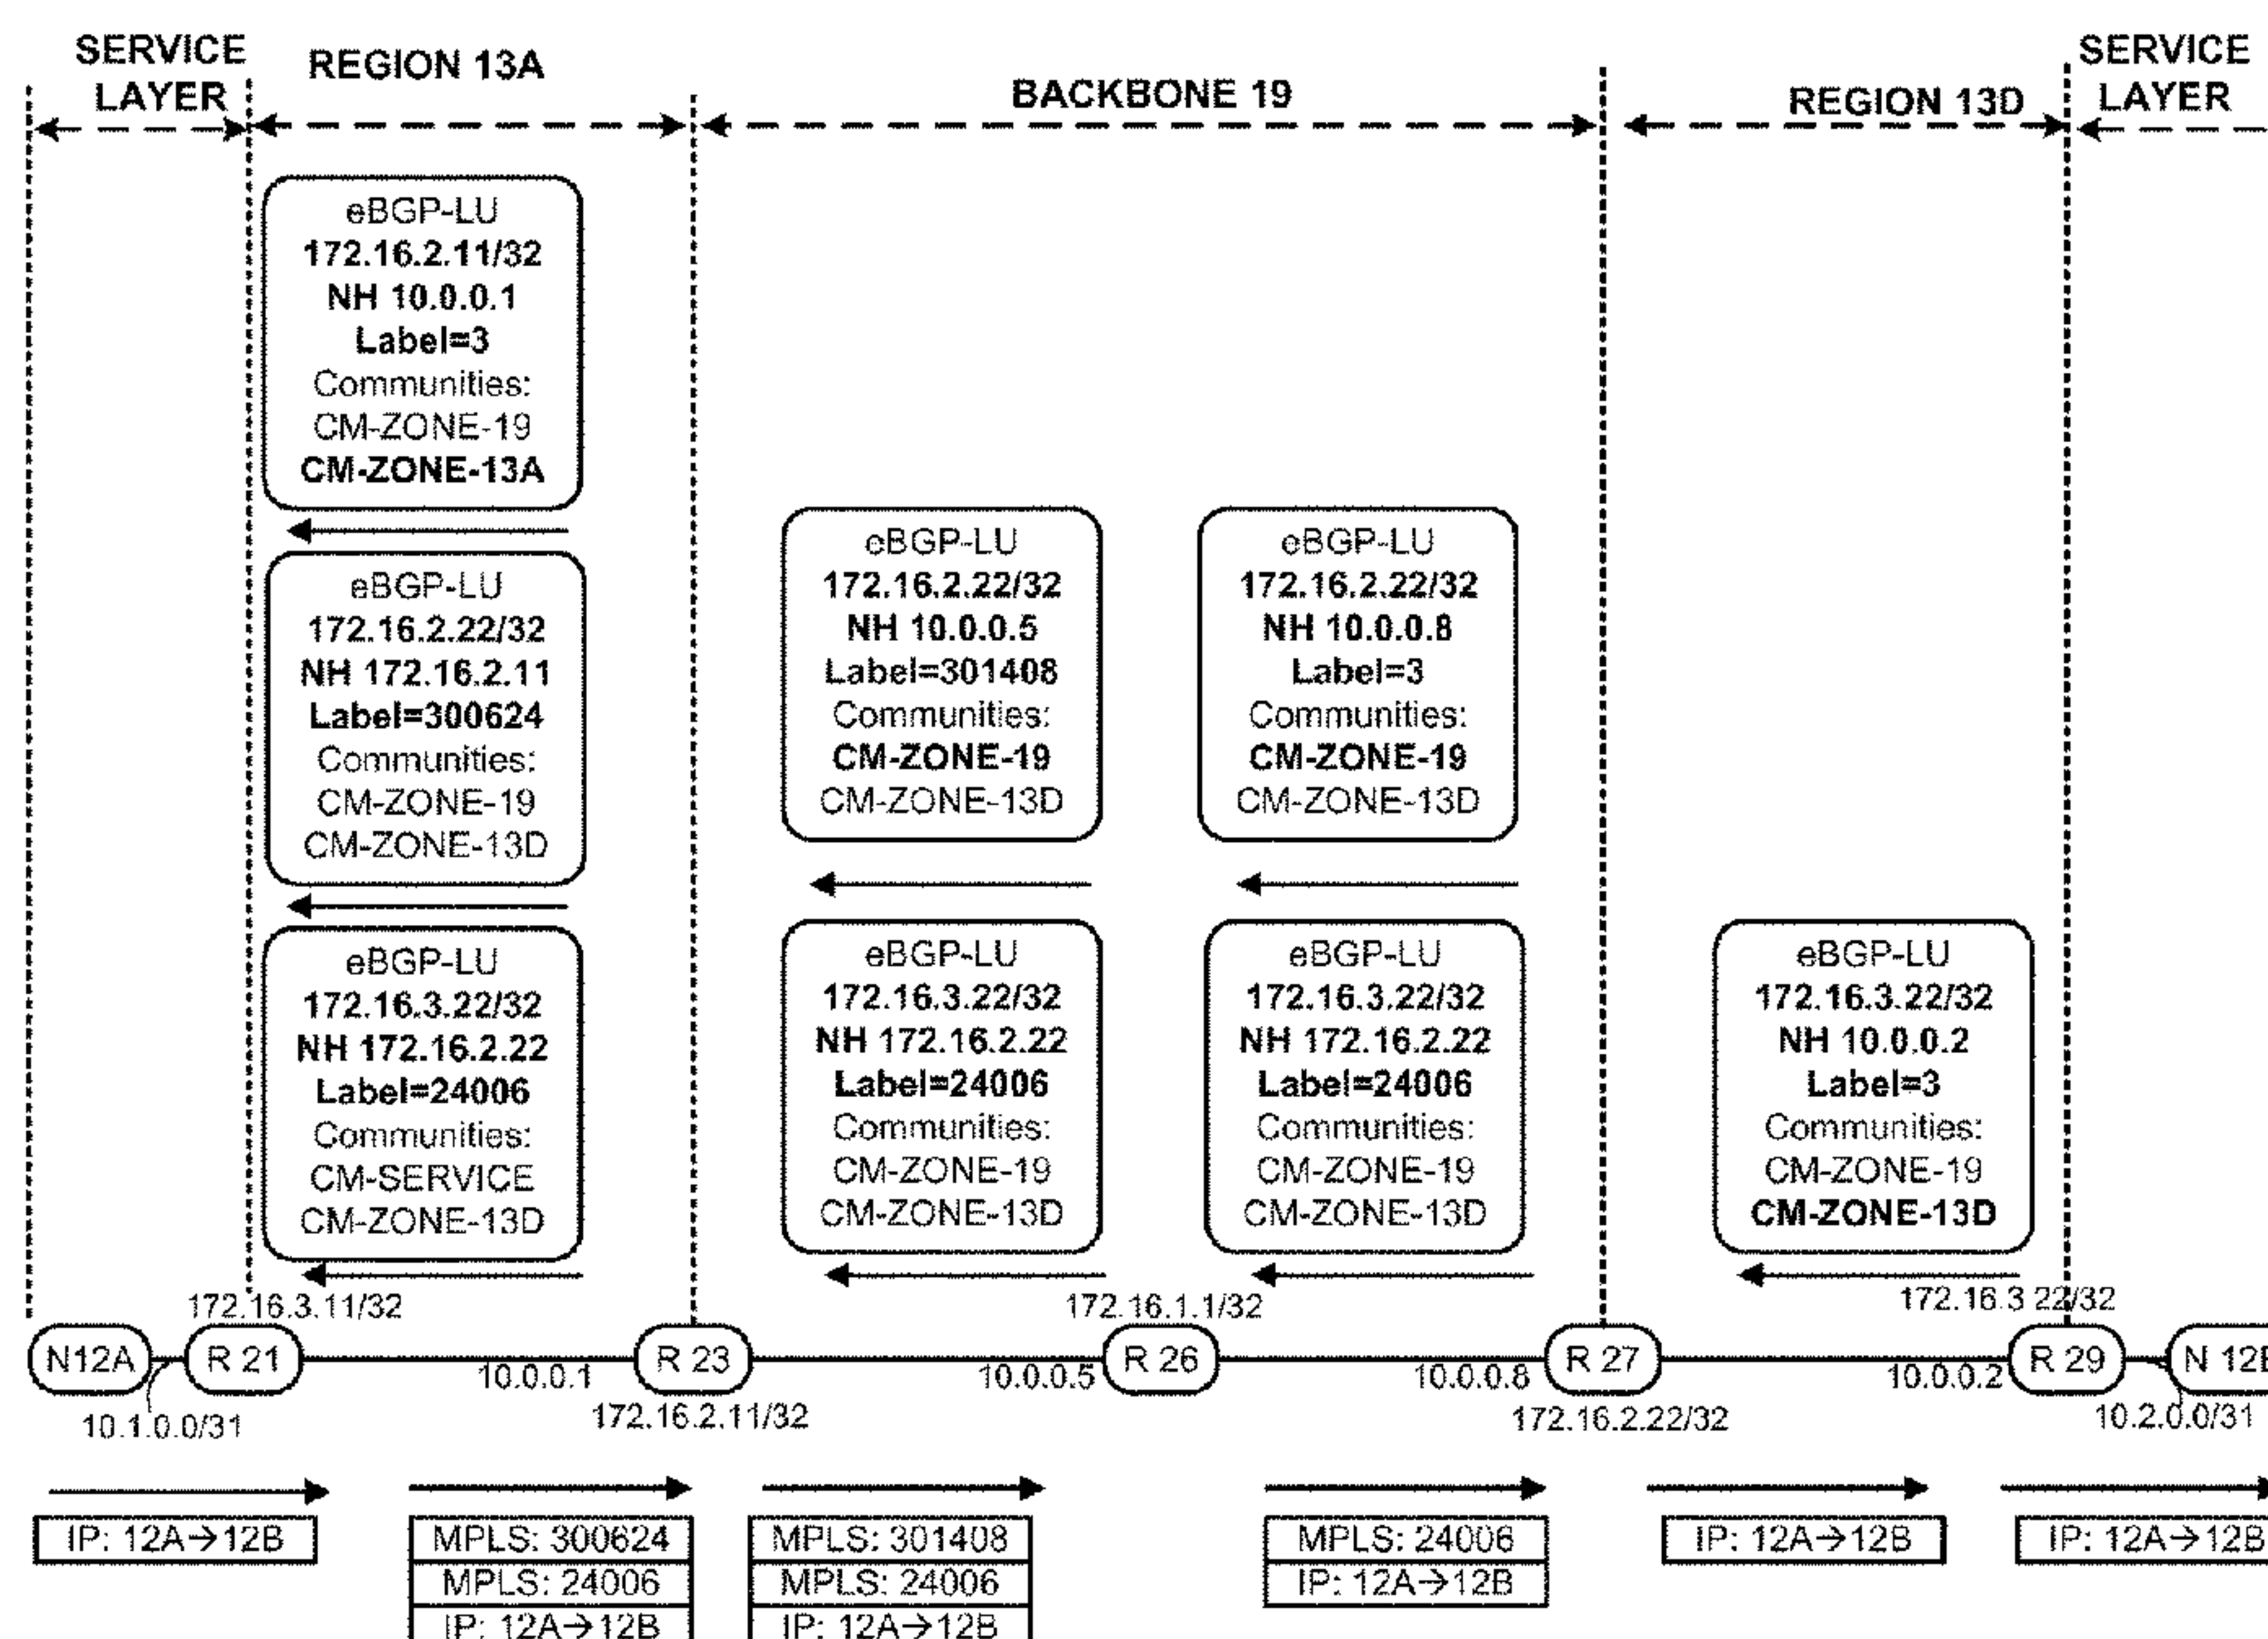 SERVICE
LAYER
REGION 13A
BACKBONE 19
REGION 13D
SERVICE
LAYER
eBGP-LU
172.16.2.11/32
NH 10.0.0.1
Label=3
Communities:
CM-ZONE-19
CM-ZONE-13A
eBGP-LU
172.16.2.22/32
NH 172.16.2.11
Label=300624
Communities:
CM-ZONE-19
CM-ZONE-13D
eBGP-LU
172.16.3.22/32
NH 172.16.2.22
Label=24006
Communities:
CM-SERVICE
CM-ZONE-13D
eBGP-LU
172.16.2.22/32
NH 10.0.0.5
Label=301408
Communities:
CM-ZONE-19
CM-ZONE-13D
eBGP-LU
172.16.3.22/32
NH 172.16.2.22
Label=24006
Communities:
CM-ZONE-19
CM-ZONE-13D
eBGP-LU
172.16.2.22/32
NH 10.0.0.8
Label=3
Communities:
CM-ZONE-19
CM-ZONE-13D
eBGP-LU
172.16.3.22/32
NH 172.16.2.22
Label=24006
Communities:
CM-ZONE-19
CM-ZONE-13D
eBGP-LU
172.16.3.22/32
NH 10.0.0.2
Label=3
Communities:
CM-ZONE-19
CM-ZONE-13D
172.16.3.11/32
172.16.1.1/32
172.16.3 22/32
N12A
R 21
10.0.0.1
R 23
10.0.0.5
R 26
10.0.0.8
R 27
10.0.0.2
R 29
N 12B
10.1.0.0/31
172.16.2.11/32
172.16.2.22/32
10.2.0.0/31
IP: 12A→12B
MPLS: 300624
MPLS: 24006
IP: 12A→12B
MPLS: 301408
MPLS: 24006
IP: 12A→12B
MPLS: 24006
IP: 12A→12B
IP: 12A→12B
IP: 12A→12B